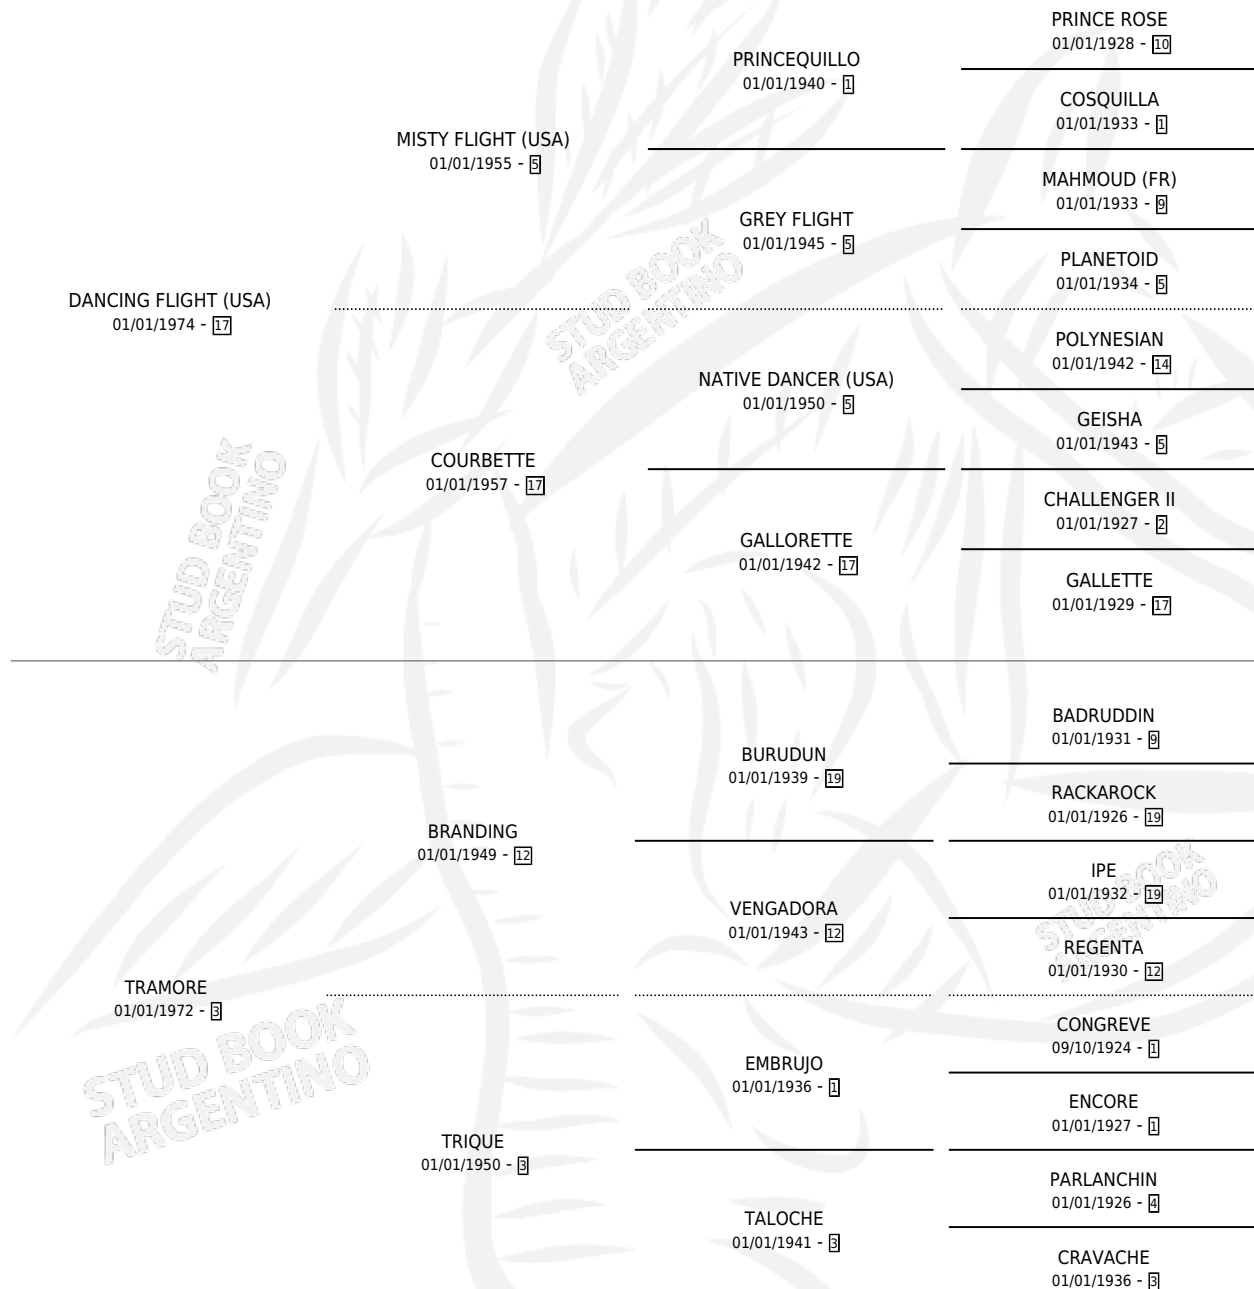 PRINCE ROSE
01/01/1928 - 10
PRINCEQUILLO
01/01/1940 - 1
COSQUILLA
01/01/1933 - 1
MISTY FLIGHT (USA)
01/01/1955 - 5
MAHMOUD (FR)
01/01/1933 - 9
GREY FLIGHT
01/01/1945 - 5
PLANETOID
01/01/1934 - 5
STUD BOOK
ARGENTINO
DANCING FLIGHT (USA)
01/01/1974 - 17
POLYNESIAN
01/01/1942 - 14
NATIVE DANCER (USA)
01/01/1950 - 5
GEISHA
01/01/1943 - 5
COURBETTE
01/01/1957 - 17
CHALLENGER II
01/01/1927 - 2
GALLORETTE
01/01/1942 - 17
GALLETTE
01/01/1929 - 17
STUD BOOK
ARGENTINO
BADRUDDIN
01/01/1931 - 9
BURUDUN
01/01/1939 - 19
RACKAROCK
01/01/1926 - 19
BRANDING
01/01/1949 - 12
IPE
01/01/1932 - 19
VENGADORA
01/01/1943 - 12
REGENTA
01/01/1930 - 12
STUD BOOK
ARGENTINO
TRAMORE
01/01/1972 - 3
CONGREVE
09/10/1924 - 1
EMBRUJO
01/01/1936 - 1
ENCORE
01/01/1927 - 1
STUD BOOK
ARGENTINO
TRIQUE
01/01/1950 - 3
PARLANCHIN
01/01/1926 - 4
TALOCHE
01/01/1941 - 3
CRAVACHE
01/01/1936 - 3